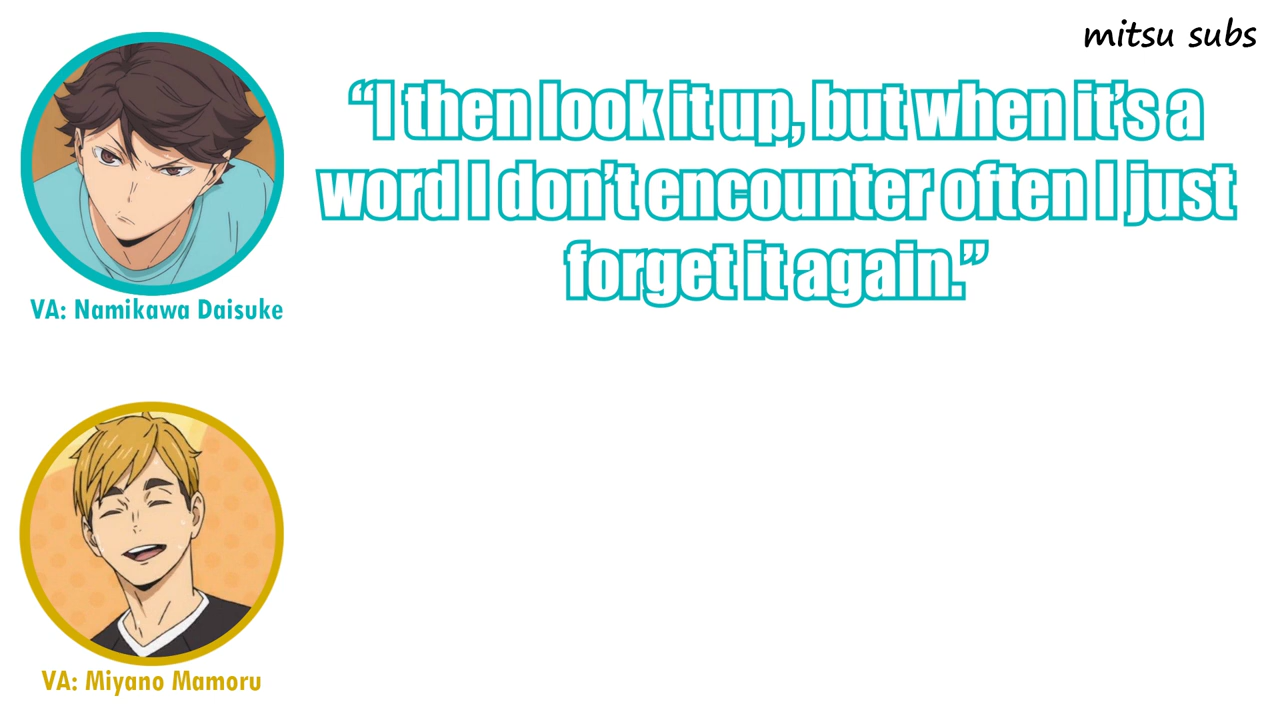 mitsu subs
“I then look it up, but when it’s a
word I don’t encounter often I just
forget it again.”
VA: Namikawa Daisuke
VA: Miyano Mamoru